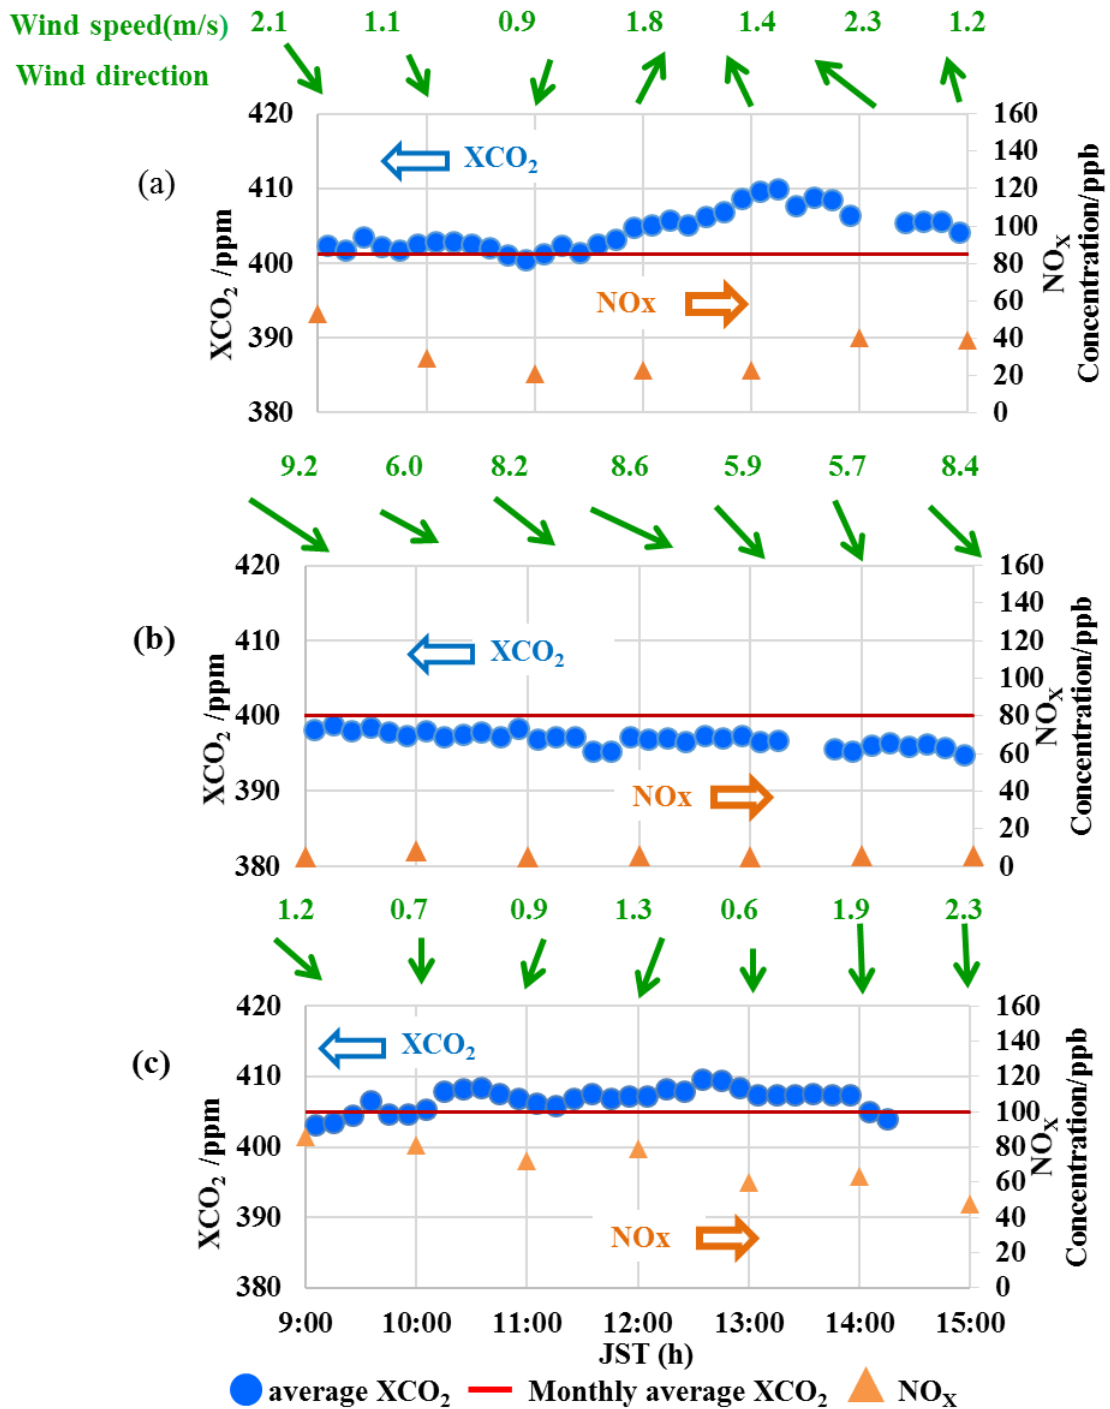 Wind speed(m/s) 2.1 1.1 0.9 1.8 1.4 2.3 1.2
Wind direction
(a)
XCO₂ /ppm
420
410
400
390
380
XCO₂
NOx
160
140
120
100
80
60
40
20
0
NOX
Concentration/ppb
9.2 6.0 8.2 8.6 5.9 5.7 8.4
(b)
XCO₂ /ppm
420
410
400
390
380
XCO₂
NOx
160
140
120
100
80
60
40
20
0
NOX
Concentration/ppb
1.2 0.7 0.9 1.3 0.6 1.9 2.3
(c)
XCO₂ /ppm
420
410
400
390
380
XCO₂
NOx
160
140
120
100
80
60
40
20
0
NOX
Concentration/ppb
9:00 10:00 11:00 12:00 13:00 14:00 15:00
JST (h)
average XCO₂ Monthly average XCO₂ NOX